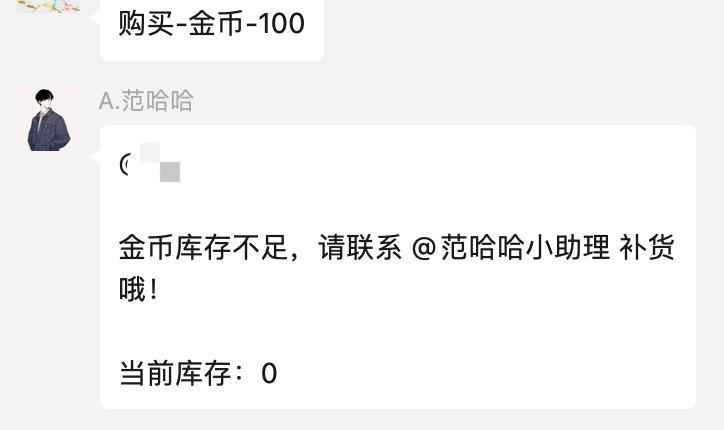 购买-金币-100
A.范哈哈
@
金币库存不足，请联系 @范哈哈小助理 补货
哦！
当前库存：0